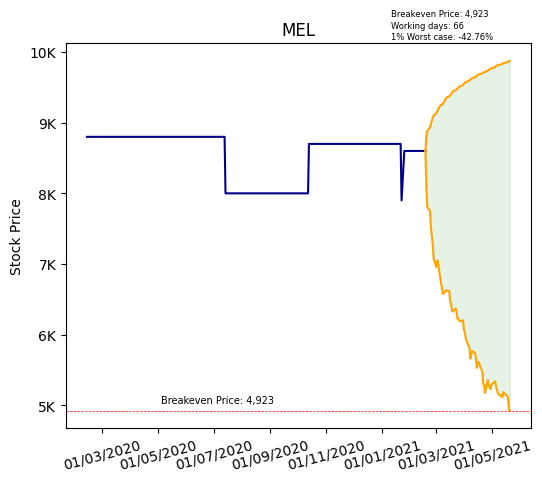 Breakeven Price: 4,923
Working days: 66
1% Worst case: -42.76%
MEL
10K
9K
8K
7K
6K
5K
Stock Price
Breakeven Price: 4,923
01/03/2020
01/05/2020
01/07/2020
01/09/2020
01/11/2020
01/01/2021
01/03/2021
01/05/2021